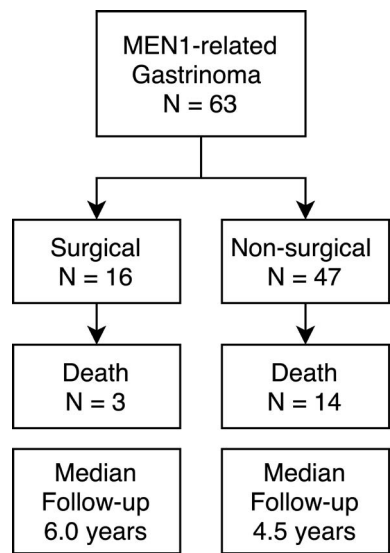 MEN1-related
Gastrinoma
N = 63
Surgical
N = 16
Non-surgical
N = 47
Death
N = 3
Death
N = 14
Median
Follow-up
6.0 years
Median
Follow-up
4.5 years